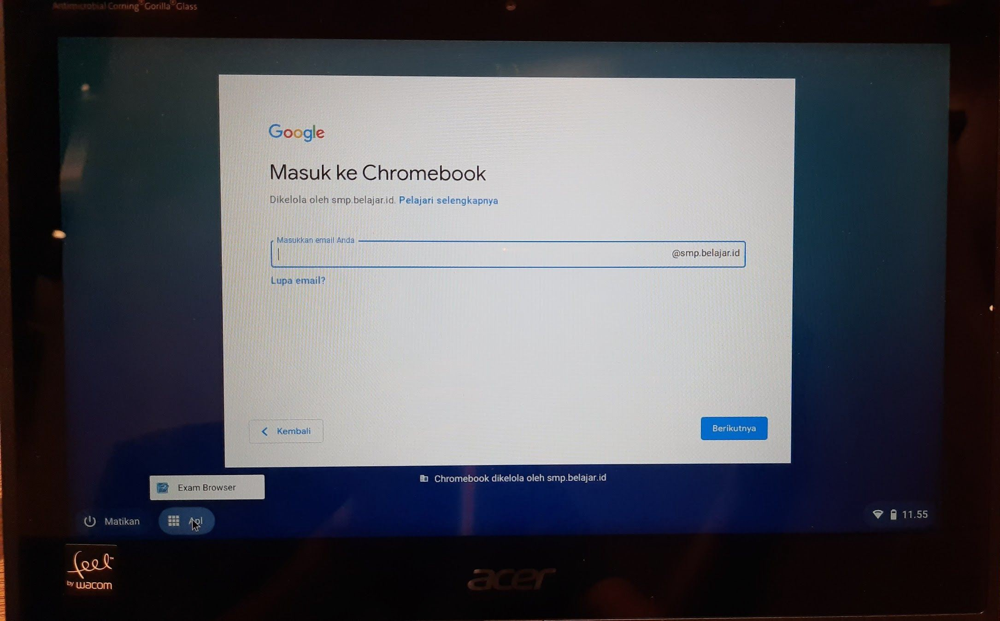 Antimicrobial Corning® Gorilla® Glass
Google
Masuk ke Chromebook
Dikelola oleh smp.belajar.id. Pelajari selengkapnya
Masukkan email Anda
@smp.belajar.id
Lupa email?
Kembali
Berikutnya
Chromebook dikelola oleh smp.belajar.id
Exam Browser
Matikan
Apl
11.55
feel™
by wacom
acer